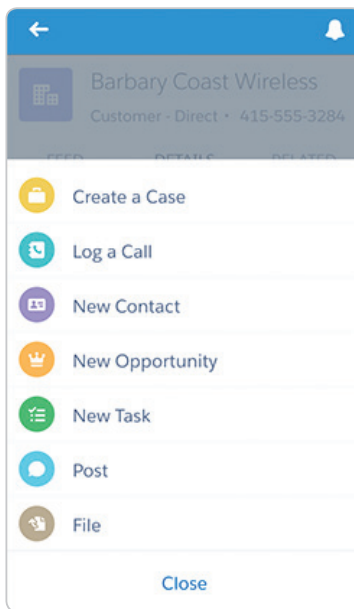 Barbary Coast Wireless
Customer - Direct • 415-555-3284
FEED DETAILS RELATED
Create a Case
Log a Call
New Contact
New Opportunity
New Task
Post
File
Close